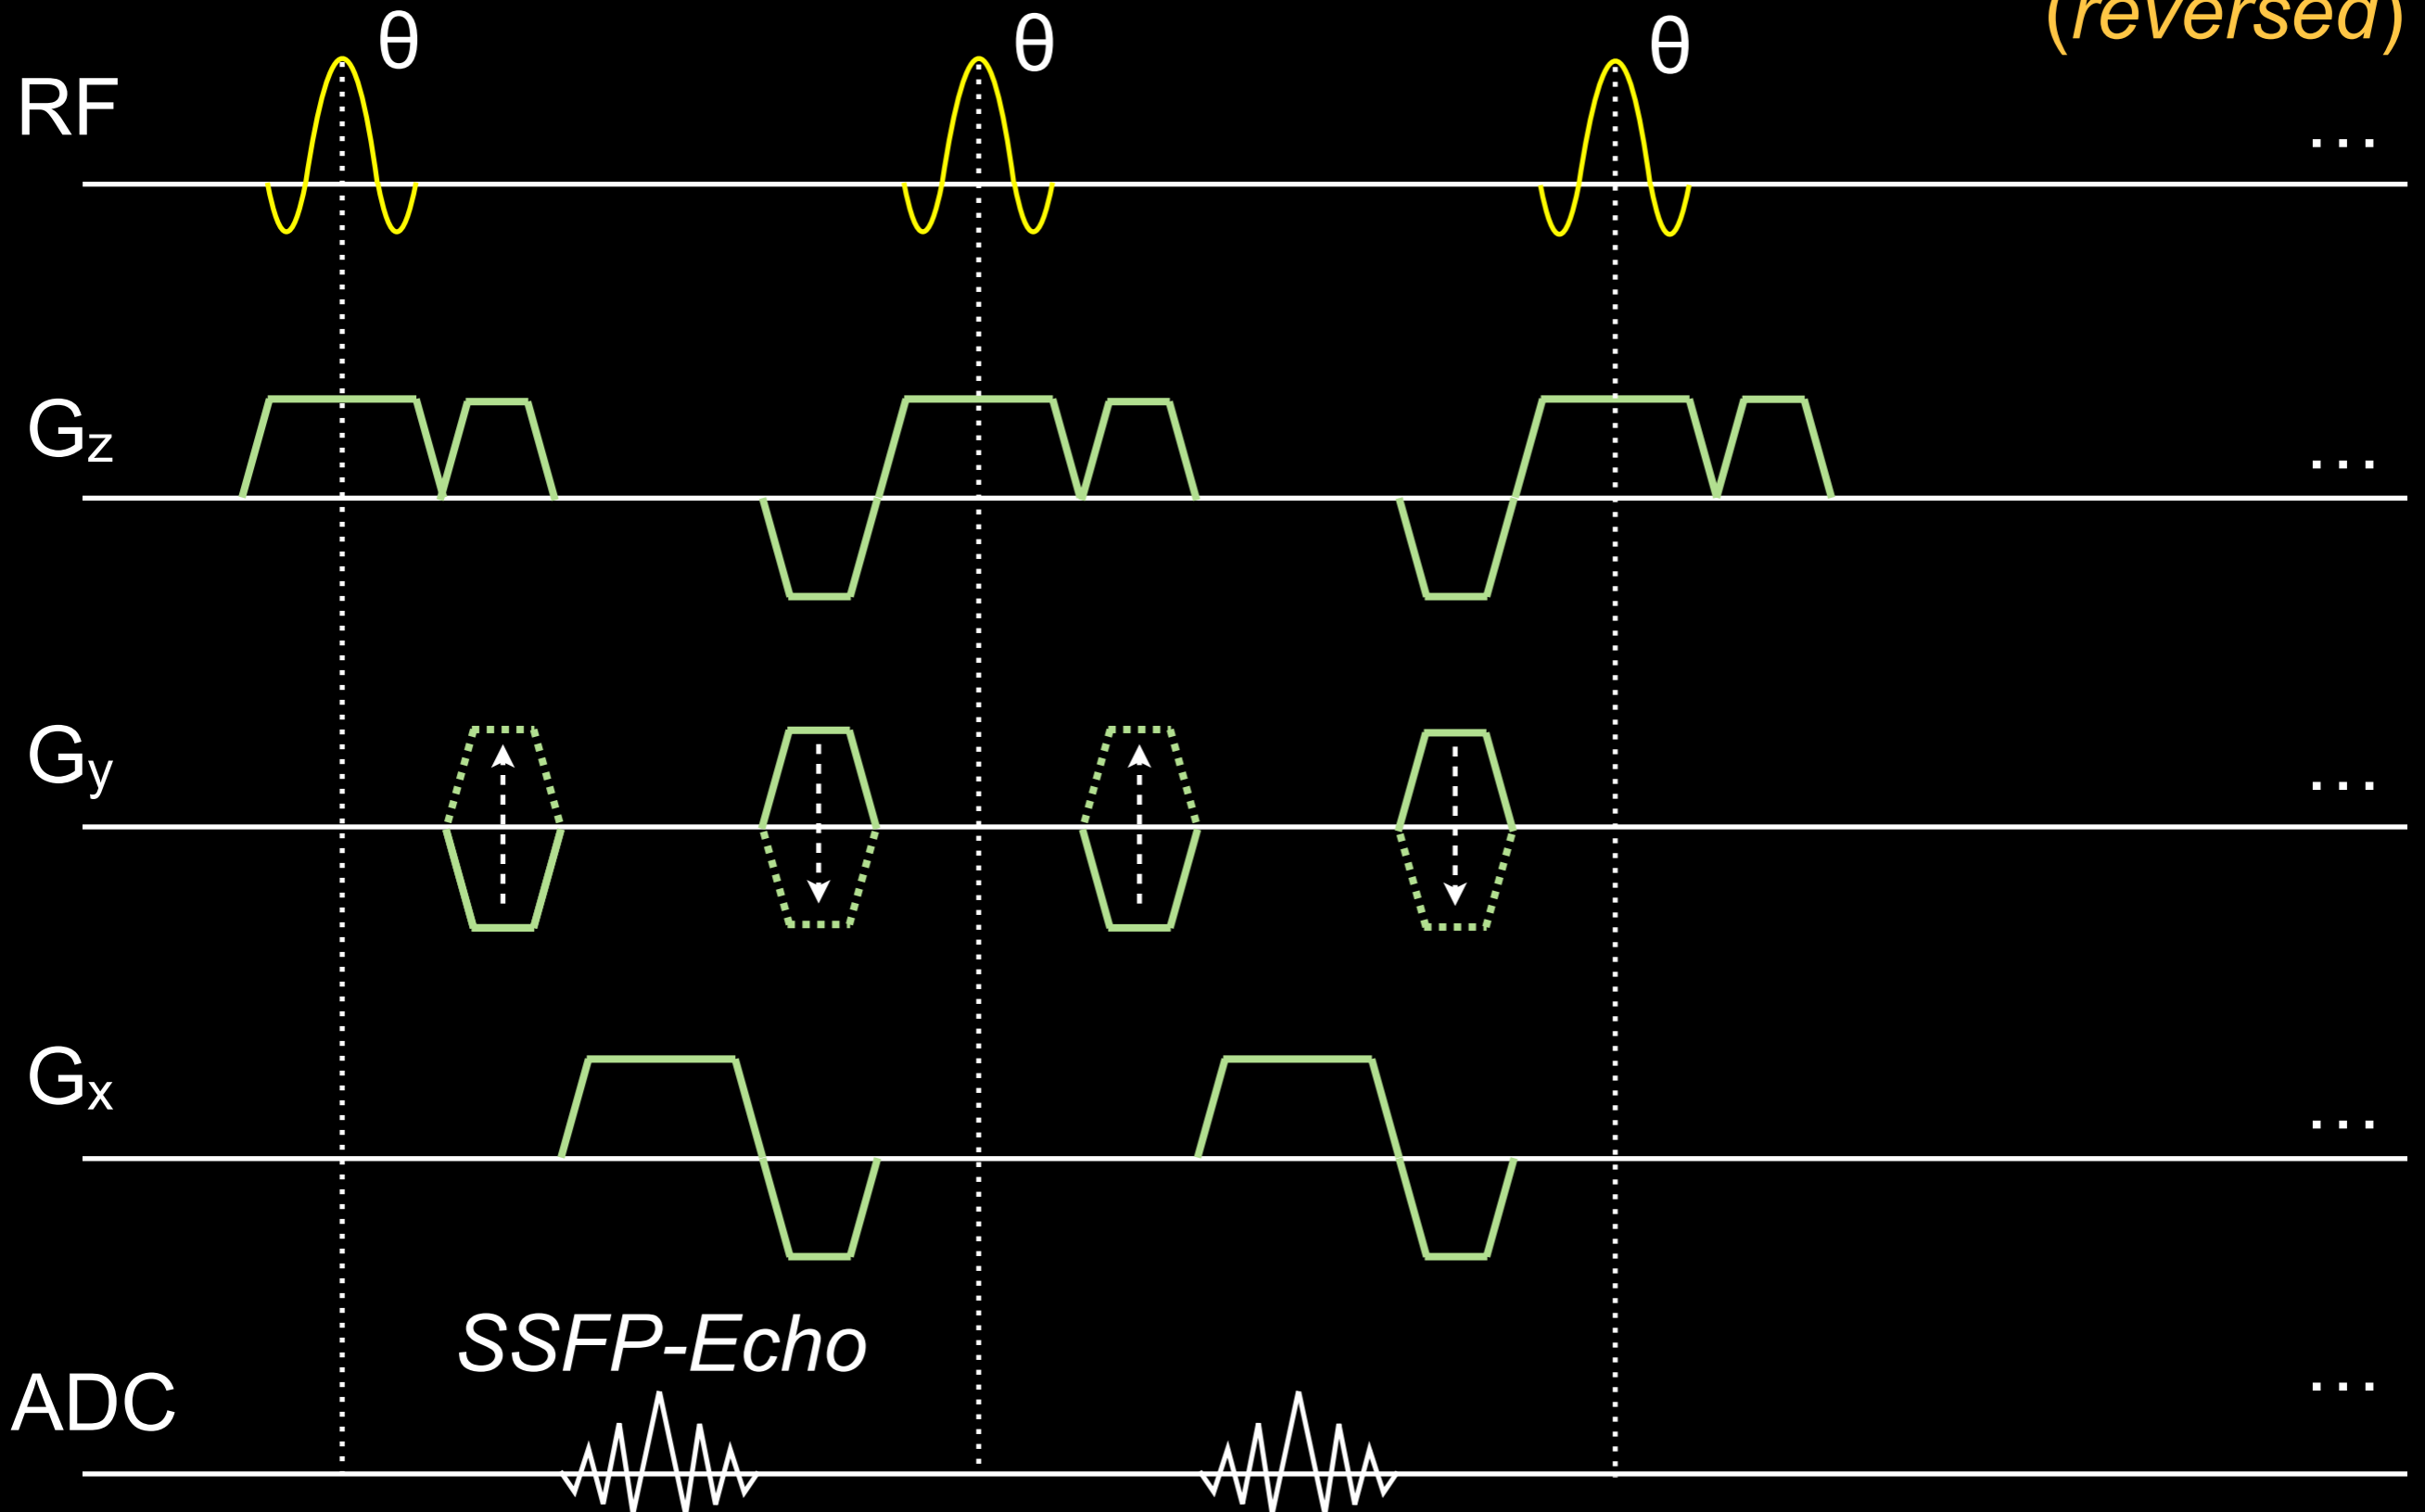 (reversed)
θ θ θ
RF
...
Gz
...
Gy
...
Gx
...
SSFP-Echo
ADC
...